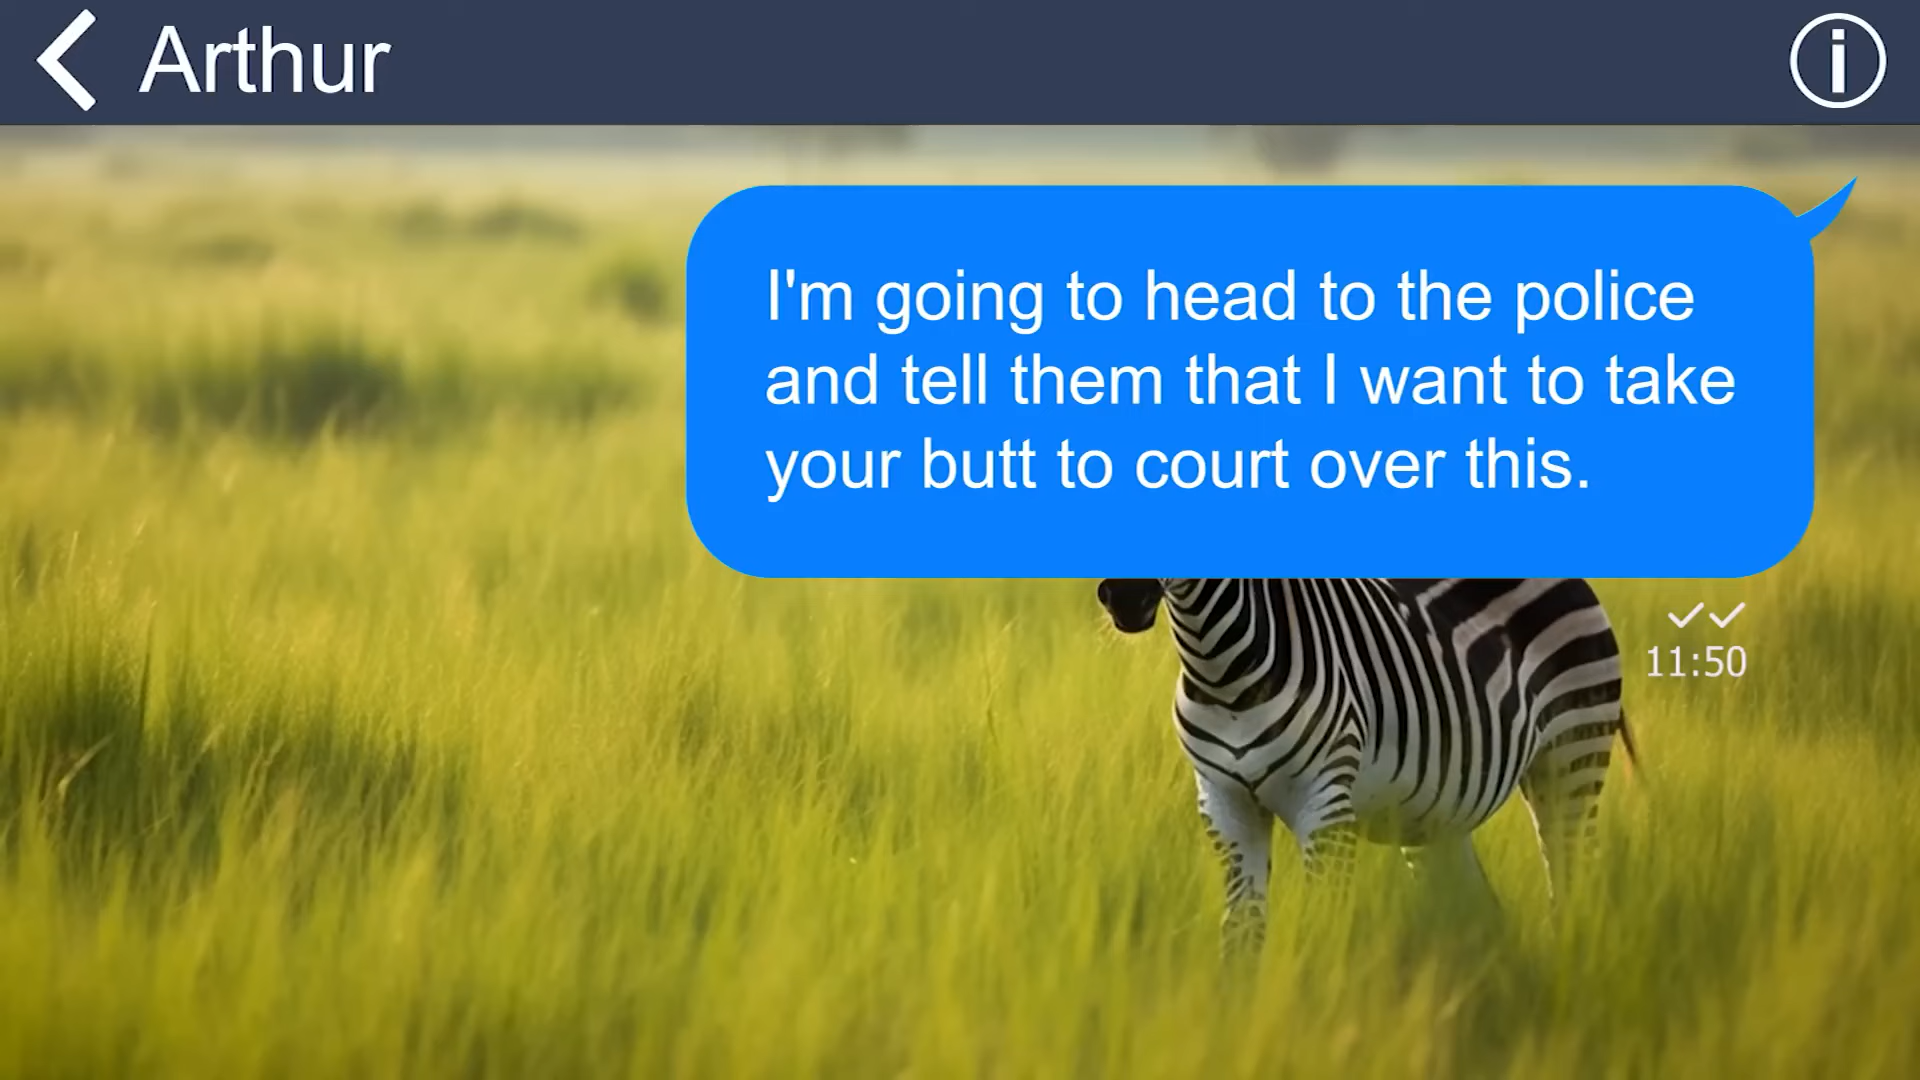 Arthur
I'm going to head to the police
and tell them that I want to take
your butt to court over this.
11:50